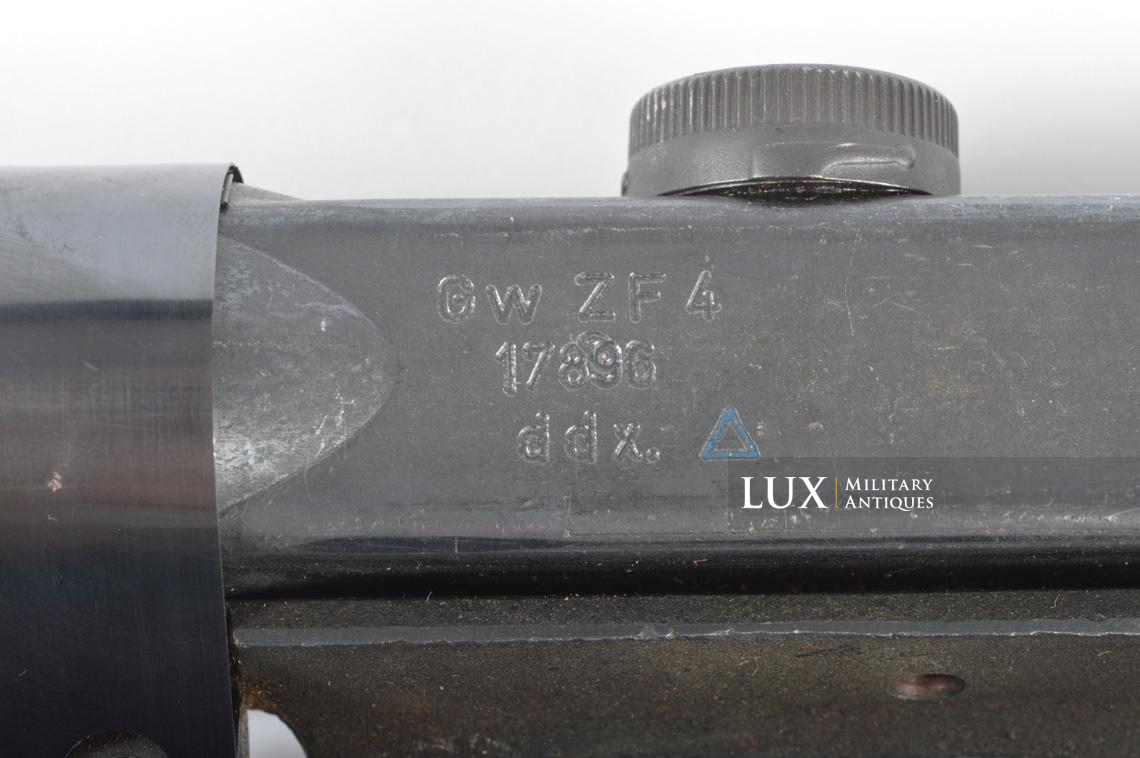 Gw ZF 4
17896
ddx.
LUX MILITARY ANTIQUES